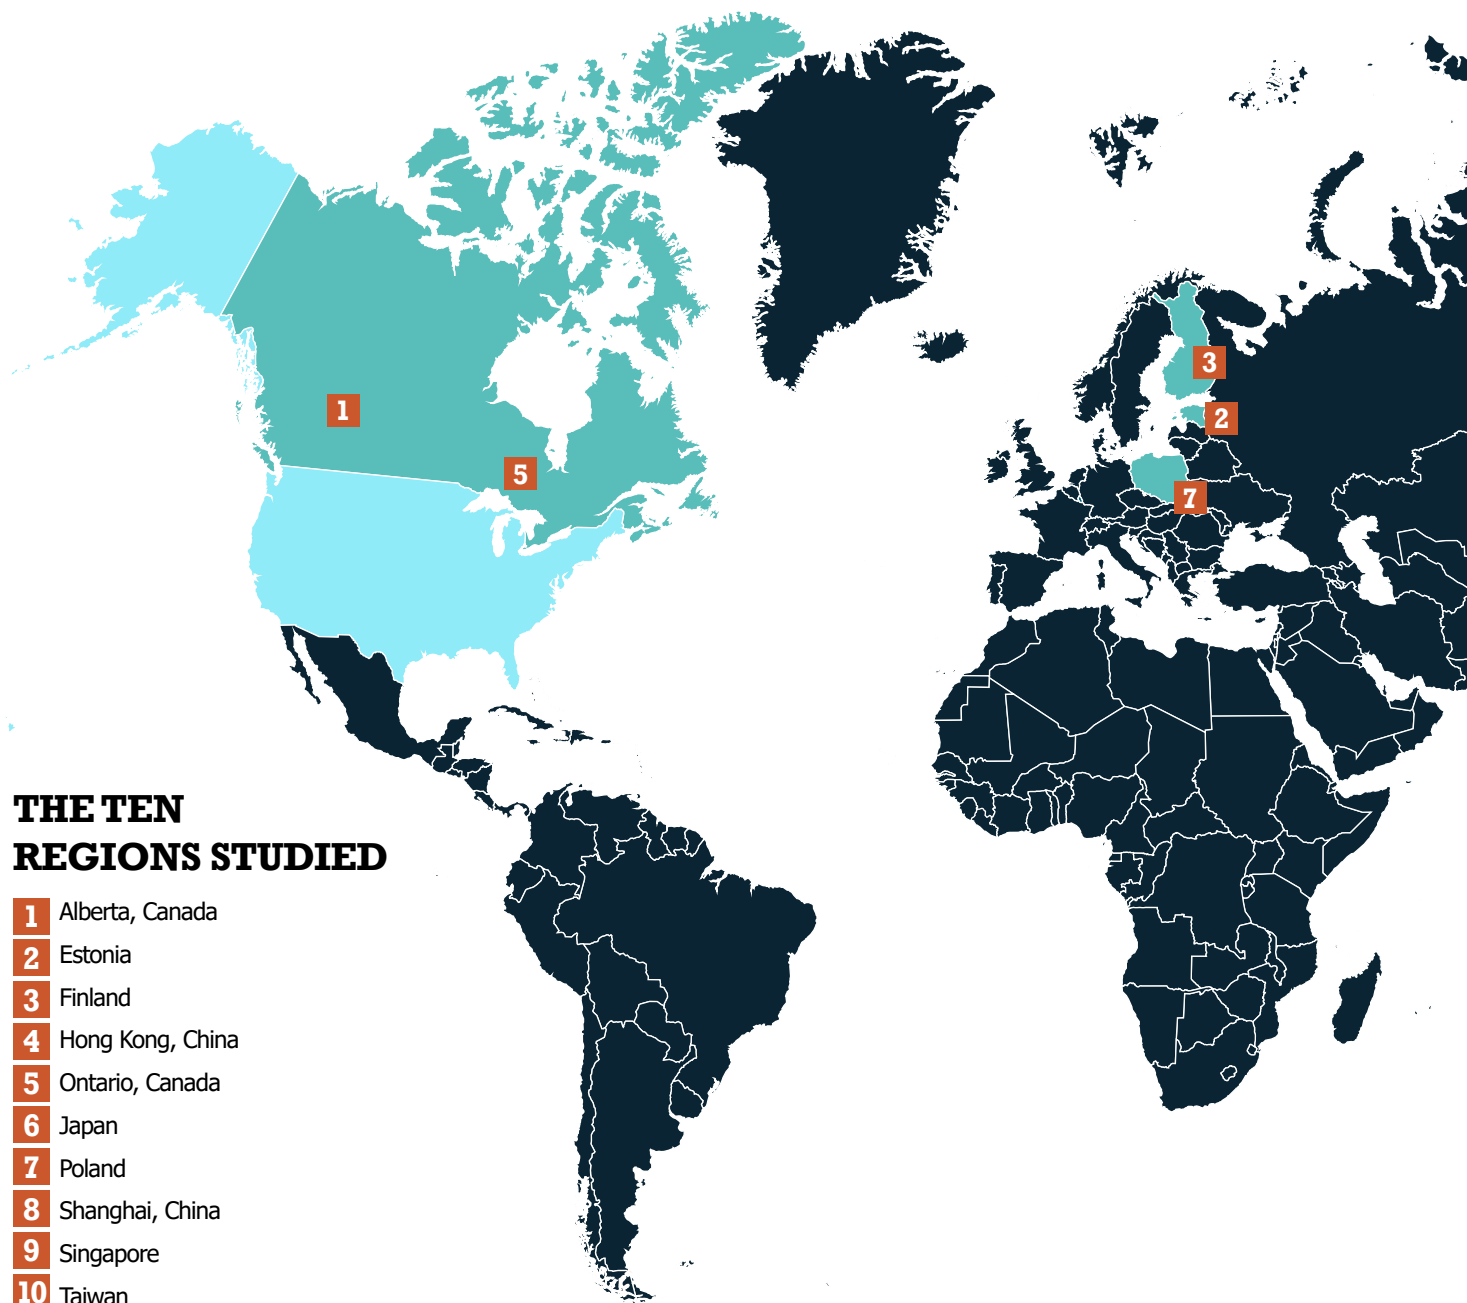 1
3
2
5
7
THE TEN
REGIONS STUDIED
1 Alberta, Canada
2 Estonia
3 Finland
4 Hong Kong, China
5 Ontario, Canada
6 Japan
7 Poland
8 Shanghai, China
9 Singapore
10 Taiwan